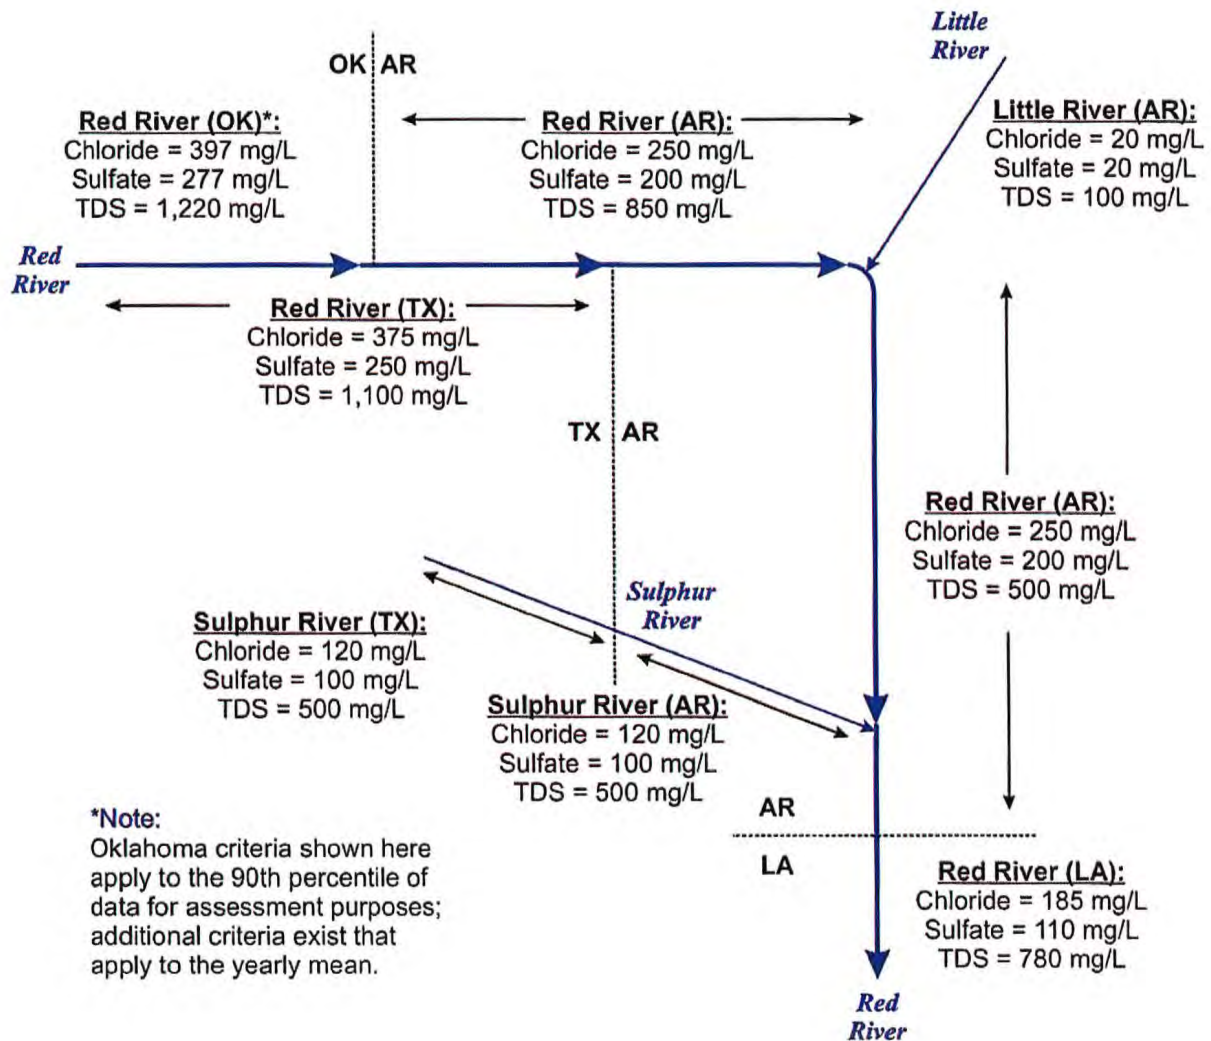 Little
River
OK AR
Red River (OK)*:
Chloride = 397 mg/L
Sulfate = 277 mg/L
TDS = 1,220 mg/L
Red River (AR):
Chloride = 250 mg/L
Sulfate = 200 mg/L
TDS = 850 mg/L
Little River (AR):
Chloride = 20 mg/L
Sulfate = 20 mg/L
TDS = 100 mg/L
Red
River
Red River (TX):
Chloride = 375 mg/L
Sulfate = 250 mg/L
TDS = 1,100 mg/L
TX AR
Red River (AR):
Chloride = 250 mg/L
Sulfate = 200 mg/L
TDS = 500 mg/L
Sulphur
River
Sulphur River (TX):
Chloride = 120 mg/L
Sulfate = 100 mg/L
TDS = 500 mg/L
Sulphur River (AR):
Chloride = 120 mg/L
Sulfate = 100 mg/L
TDS = 500 mg/L
AR
LA
*Note:
Oklahoma criteria shown here
apply to the 90th percentile of
data for assessment purposes;
additional criteria exist that
apply to the yearly mean.
Red River (LA):
Chloride = 185 mg/L
Sulfate = 110 mg/L
TDS = 780 mg/L
Red
River